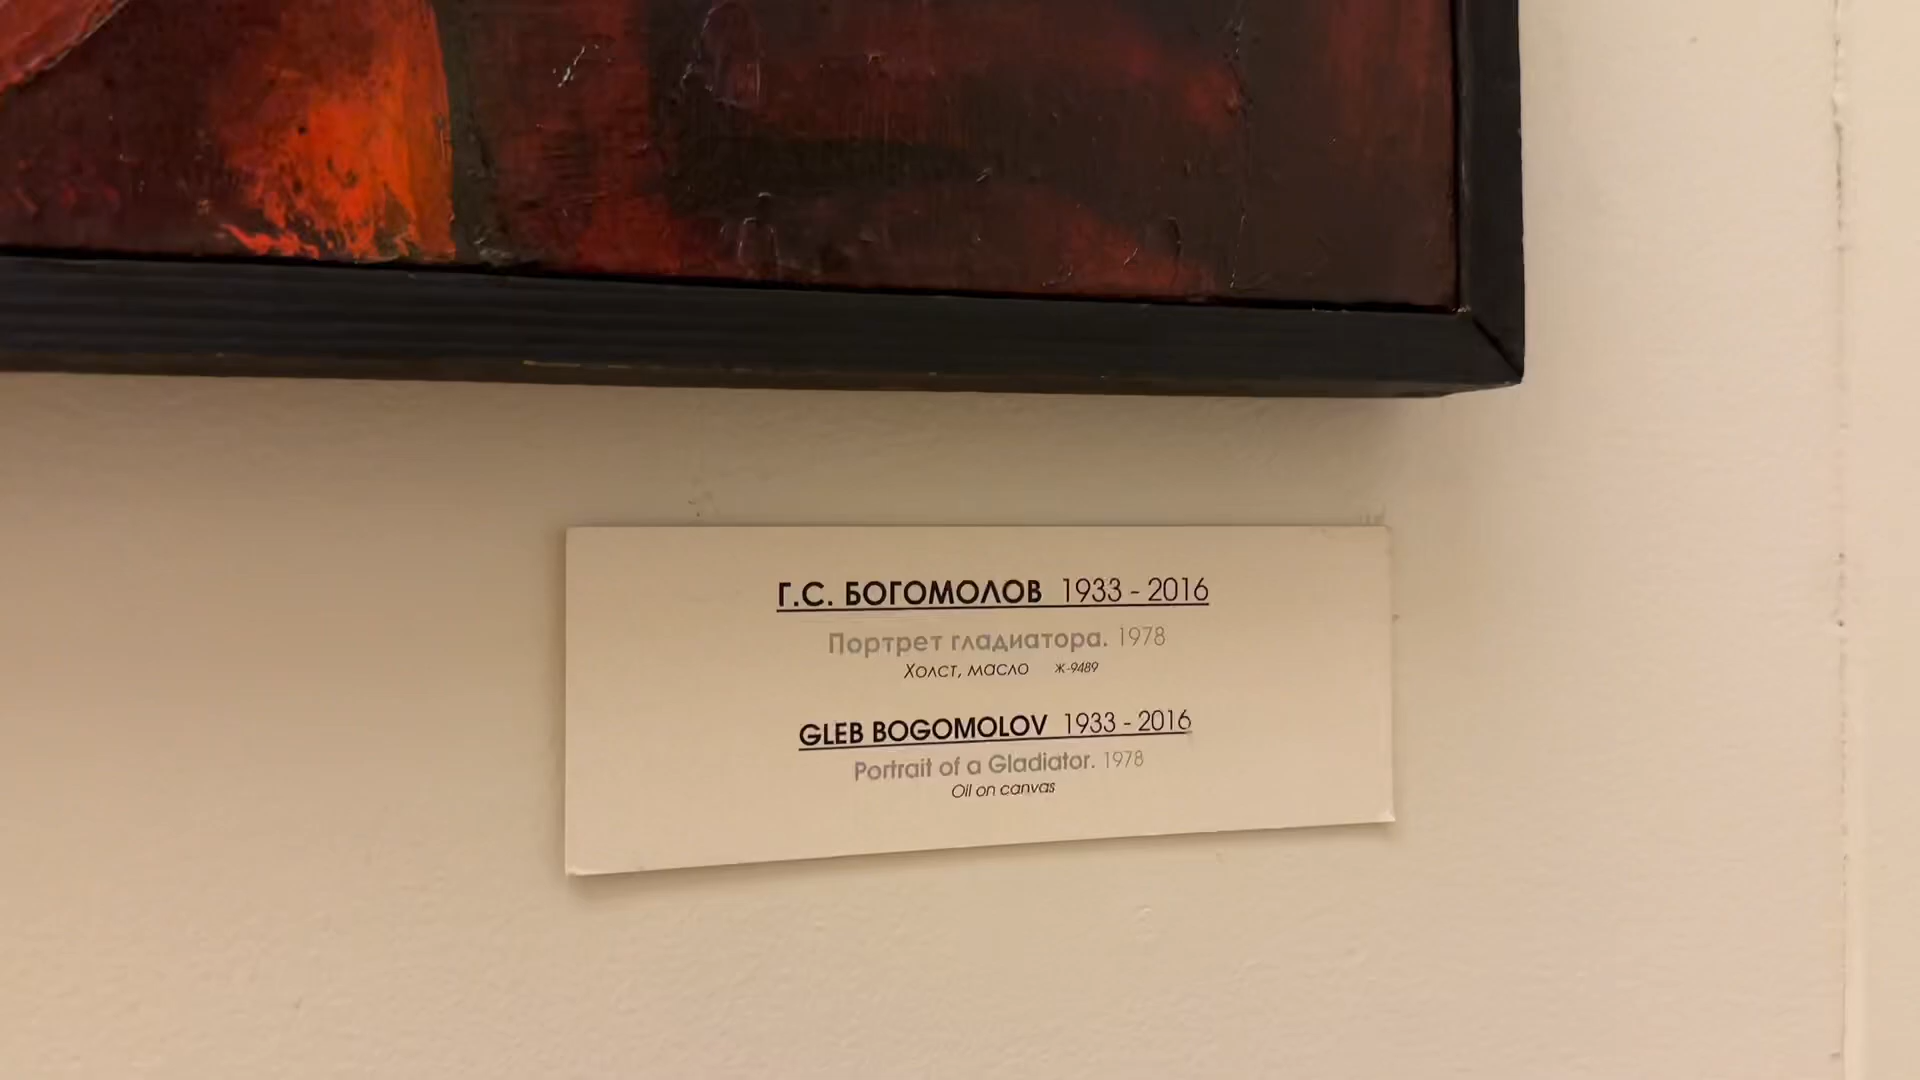 Г.С. БОГОМОЛОВ 1933 - 2016
Портрет гладиатора. 1978
Холст, масло Ж-9489
GLEB BOGOMOLOV 1933 - 2016
Portrait of a Gladiator. 1978
Oil on canvas